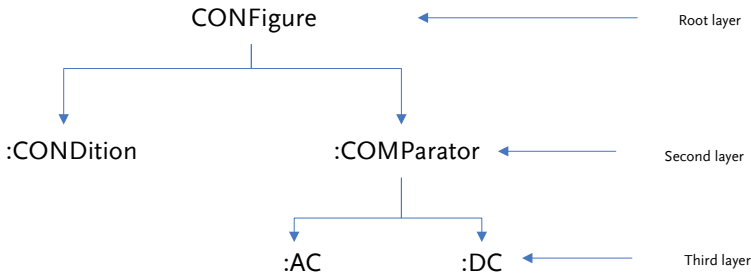 CONFigure
Root layer
:CONDition
:COMParator
Second layer
:AC
:DC
Third layer